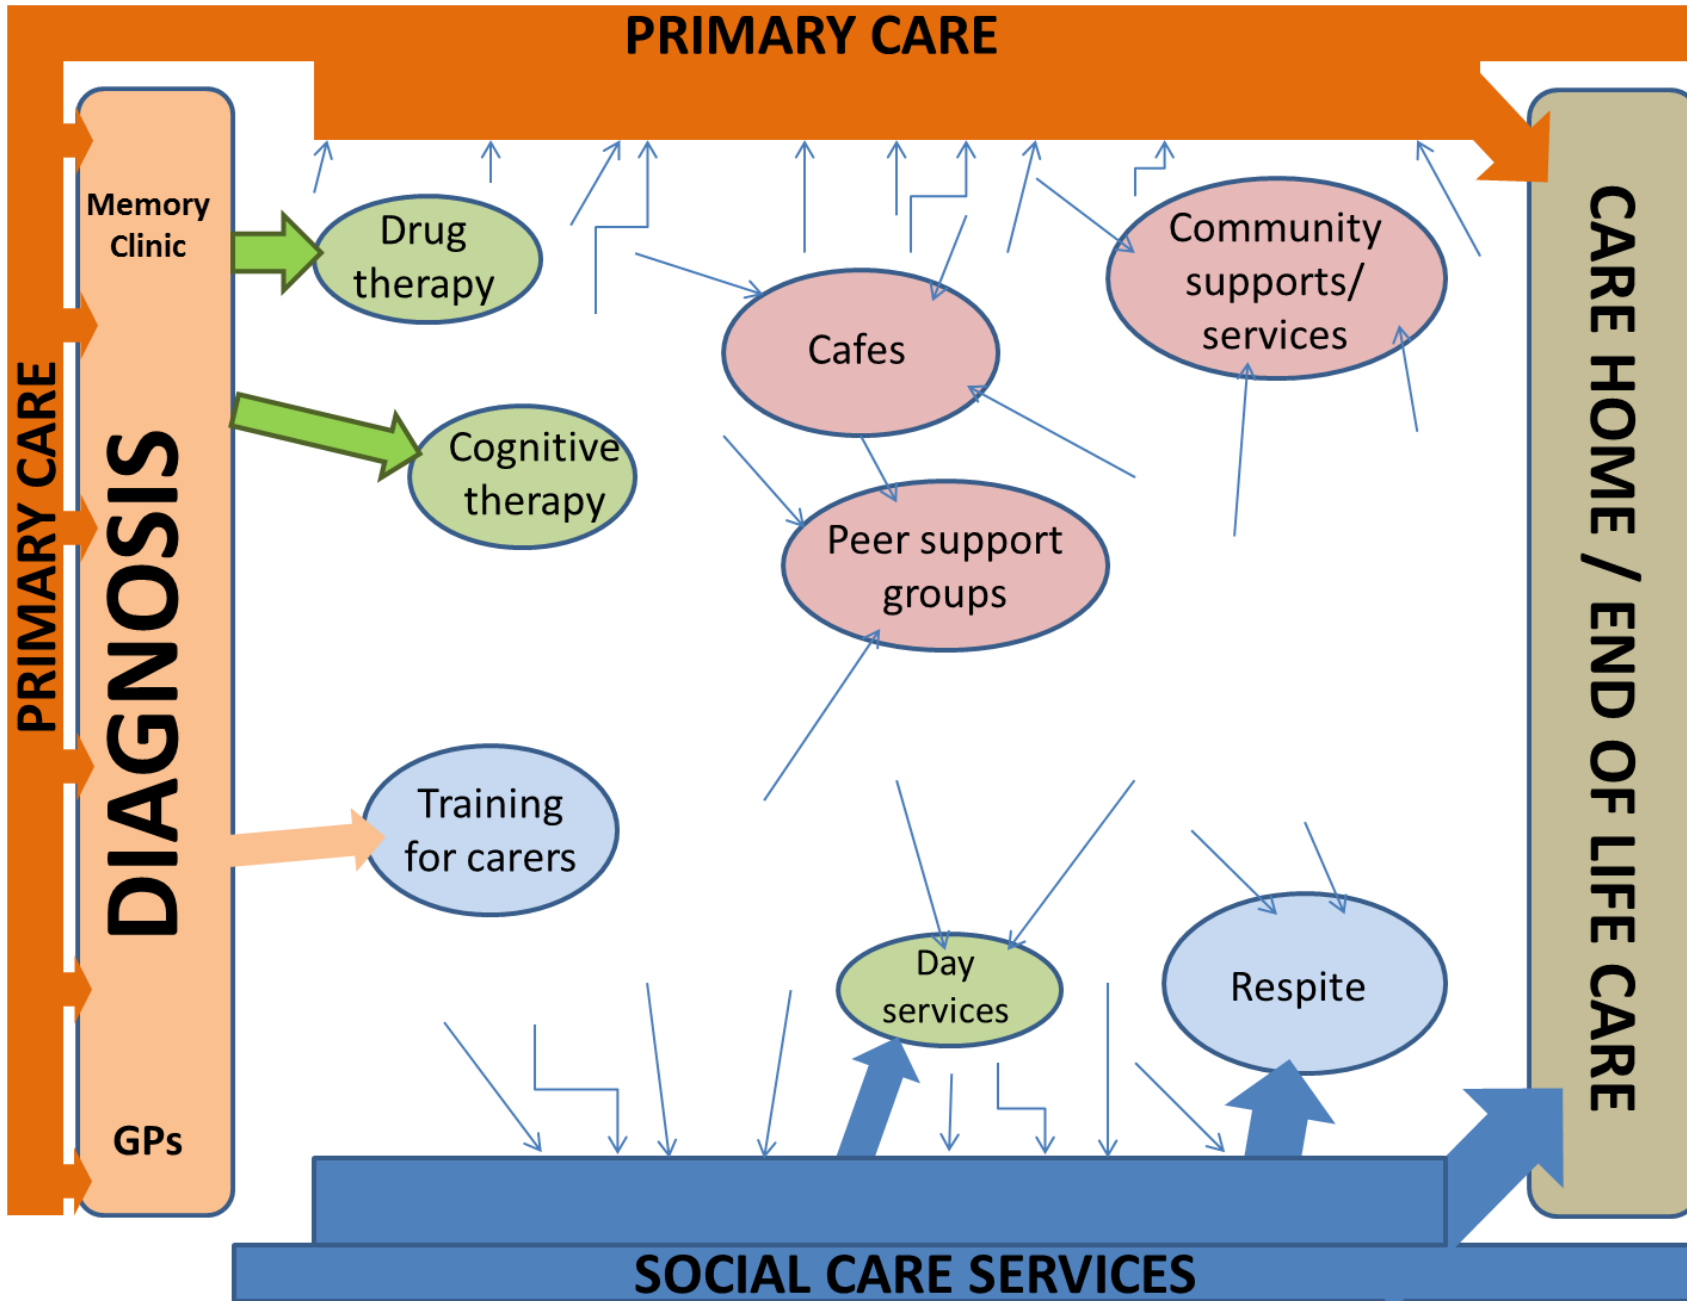 PRIMARY CARE
PRIMARY CARE
Memory
Clinic
DIAGNOSIS
GPs
Drug
therapy
Cognitive
therapy
Training
for carers
Cafes
Peer support
groups
Community
supports/
services
Day
services
Respite
CARE HOME / END OF LIFE CARE
SOCIAL CARE SERVICES